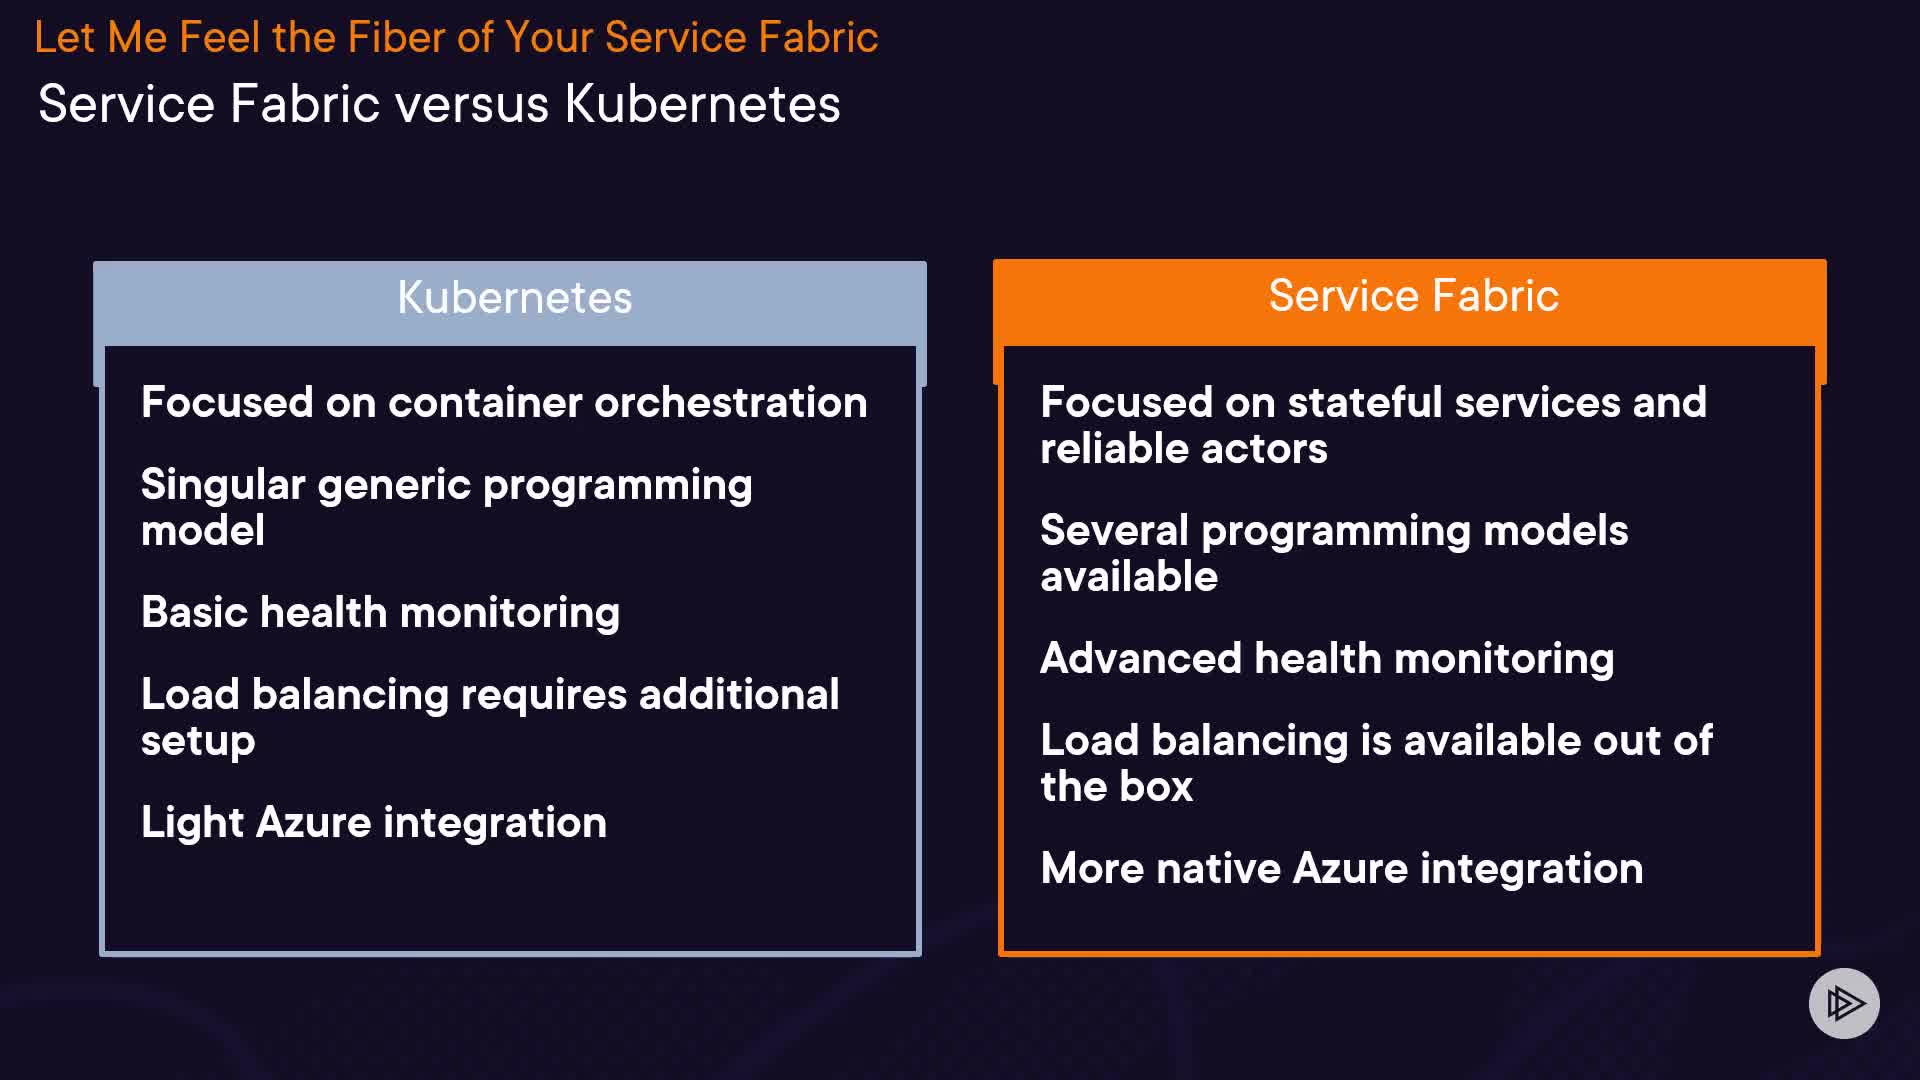 Let Me Feel the Fiber of Your Service Fabric
Service Fabric versus Kubernetes
Kubernetes
Focused on container orchestration
Singular generic programming
model
Basic health monitoring
Load balancing requires additional
setup
Light Azure integration
Service Fabric
Focused on stateful services and
reliable actors
Several programming models
available
Advanced health monitoring
Load balancing is available out of
the box
More native Azure integration